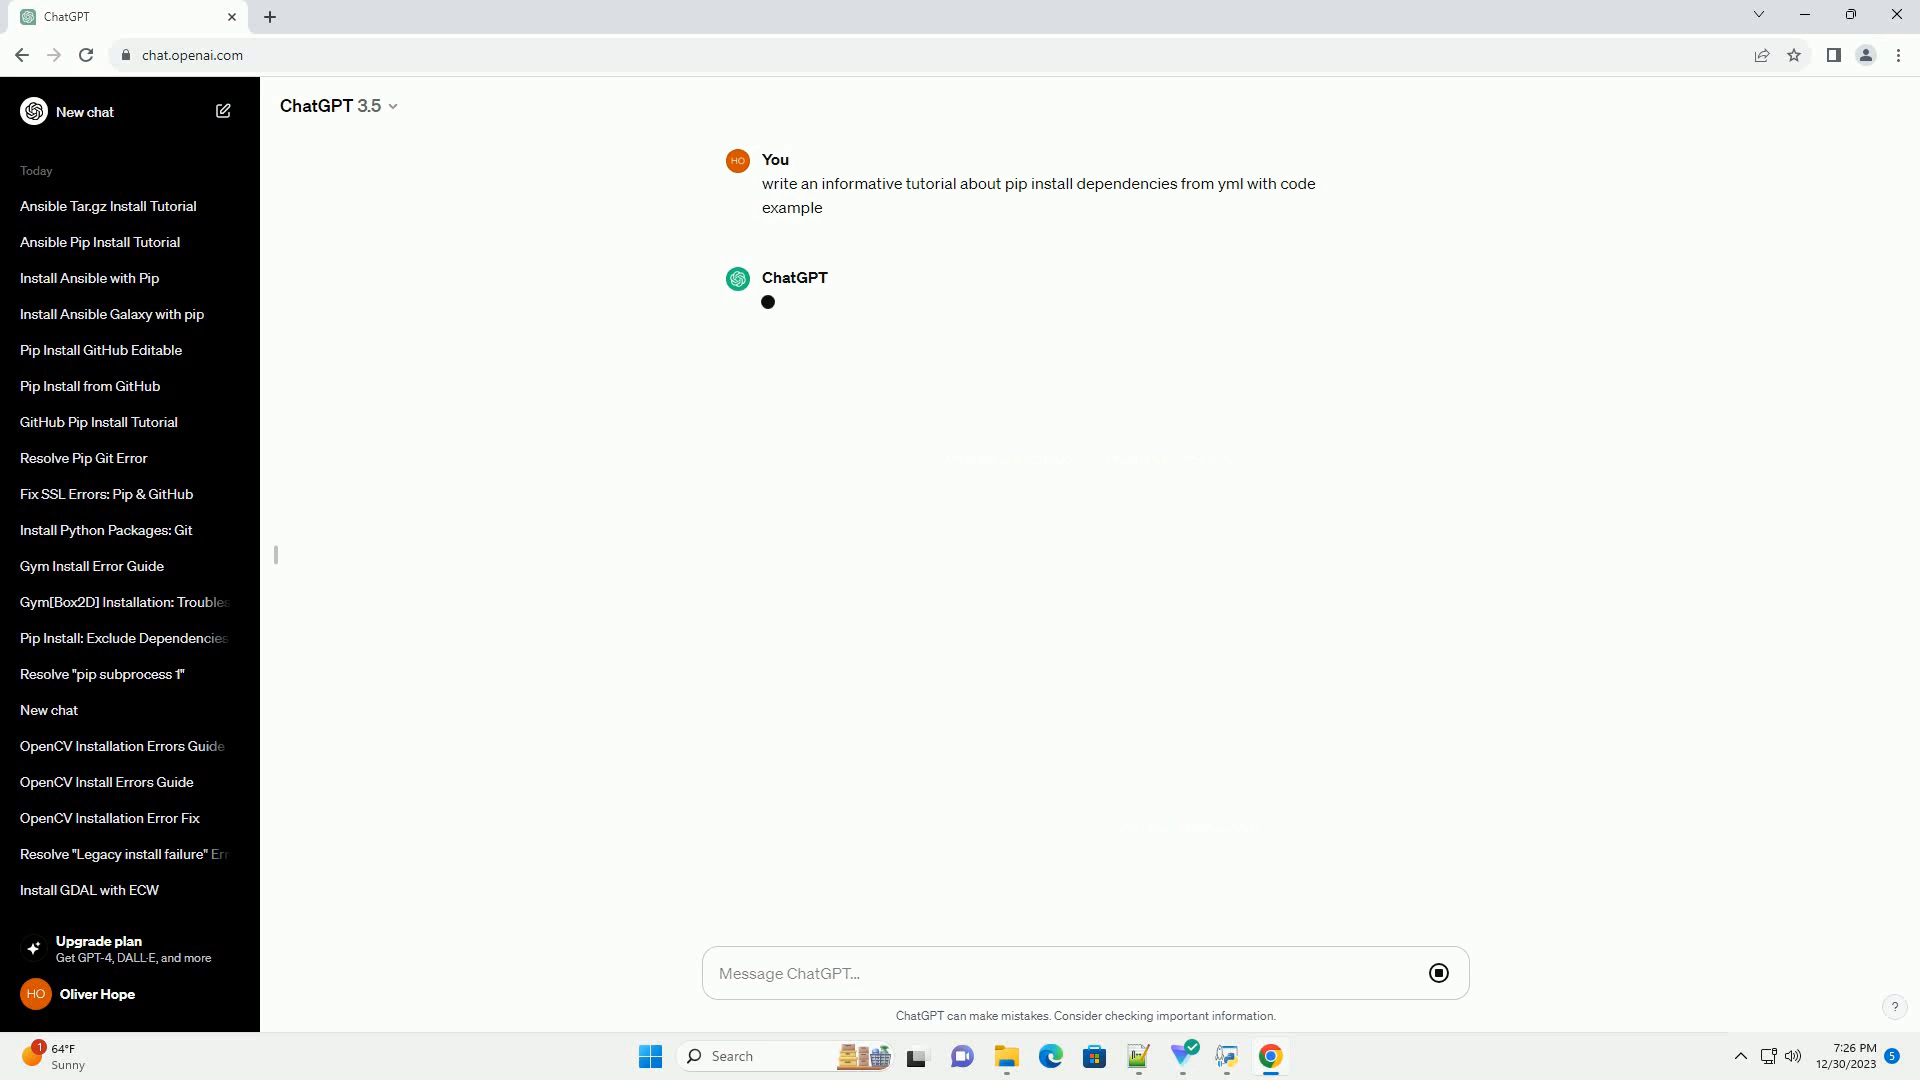 ChatGPT
chat.openai.com
New chat
Today
Ansible Tar.gz Install Tutorial
Ansible Pip Install Tutorial
Install Ansible with Pip
Install Ansible Galaxy with pip
Pip Install GitHub Editable
Pip Install from GitHub
GitHub Pip Install Tutorial
Resolve Pip Git Error
Fix SSL Errors: Pip & GitHub
Install Python Packages: Git
Gym Install Error Guide
Gym[Box2D] Installation: Troubles
Pip Install: Exclude Dependencies
Resolve "pip subprocess 1"
New chat
OpenCV Installation Errors Guide
OpenCV Install Errors Guide
OpenCV Installation Error Fix
Resolve "Legacy install failure" Err
Install GDAL with ECW
Upgrade plan
Get GPT-4, DALL·E, and more
HO Oliver Hope
ChatGPT 3.5
HO You
write an informative tutorial about pip install dependencies from yml with code
example
ChatGPT
Message ChatGPT...
ChatGPT can make mistakes. Consider checking important information.
?
1
64°F
Sunny
Search
7:26 PM
12/30/2023
5